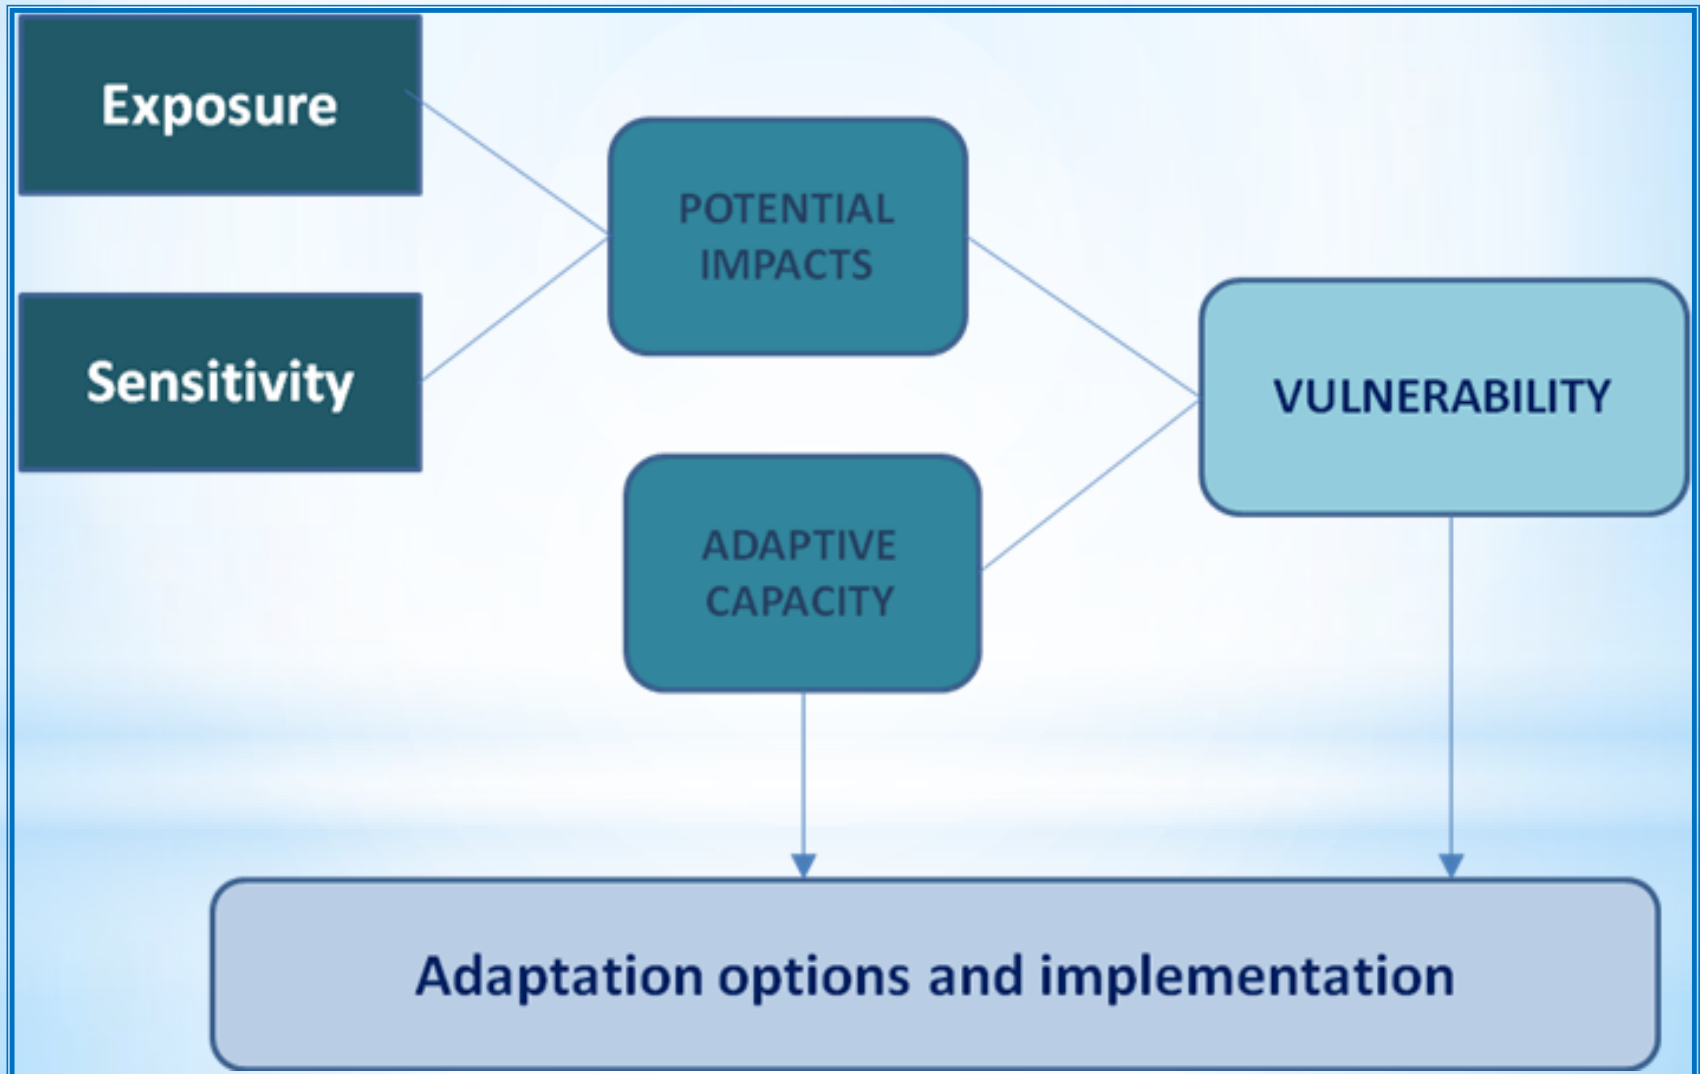 Exposure
POTENTIAL
IMPACTS
Sensitivity
VULNERABILITY
ADAPTIVE
CAPACITY
Adaptation options and implementation